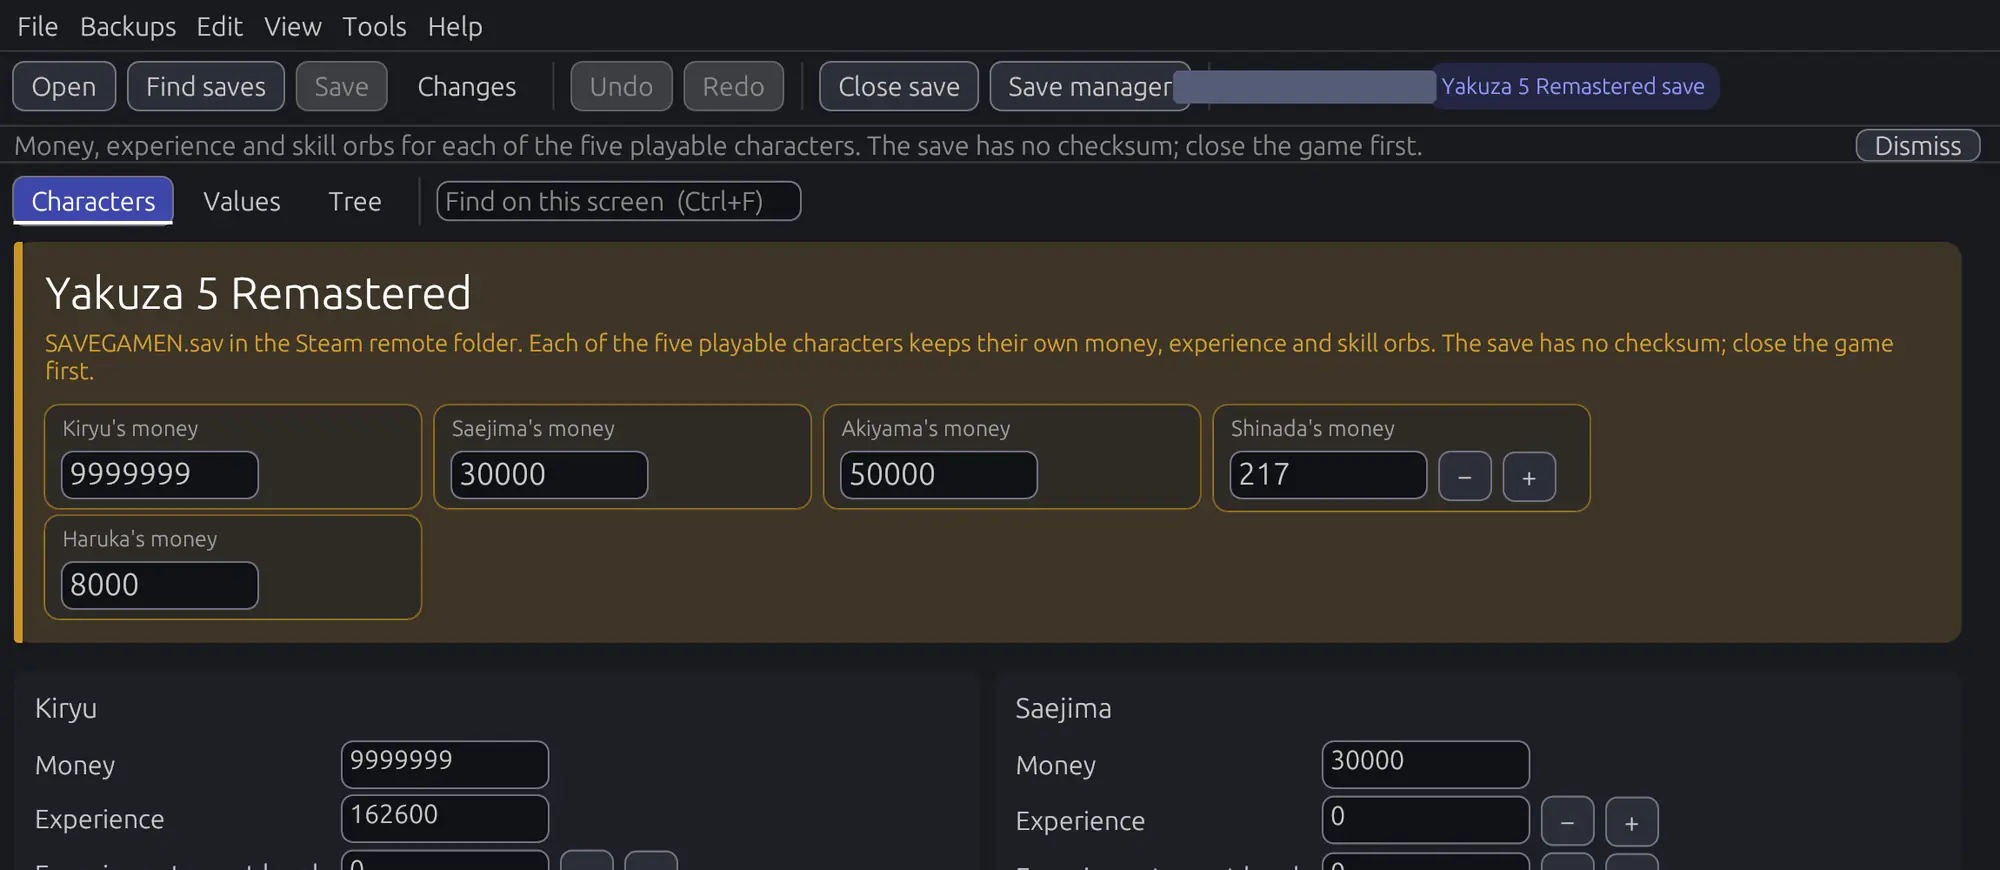 File Backups Edit View Tools Help
Open Find saves Save Changes Undo Redo Close save Save manager Yakuza 5 Remastered save
Money, experience and skill orbs for each of the five playable characters. The save has no checksum; close the game first. Dismiss
Characters Values Tree Find on this screen (Ctrl+F)
Yakuza 5 Remastered
SAVEGAMEN.sav in the Steam remote folder. Each of the five playable characters keeps their own money, experience and skill orbs. The save has no checksum; close the game
first.
Kiryu's money Saejima's money Akiyama's money Shinada's money
9999999 30000 50000 217 − +
Haruka's money
8000
Kiryu Saejima
Money 9999999 Money 30000
Experience 162600 Experience 0 − +
0 0